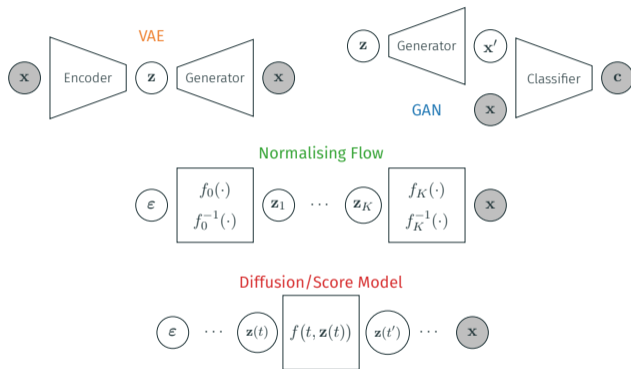 VAE
x Encoder z Generator x
z Generator x′
x Classifier c
GAN
Normalising Flow
ε f₀(·) z₁ ⋯ z_K f_K(·) x
f₀⁻¹(·) f_K⁻¹(·)
Diffusion/Score Model
ε ⋯ z(t) f(t, z(t)) z(t′) ⋯ x